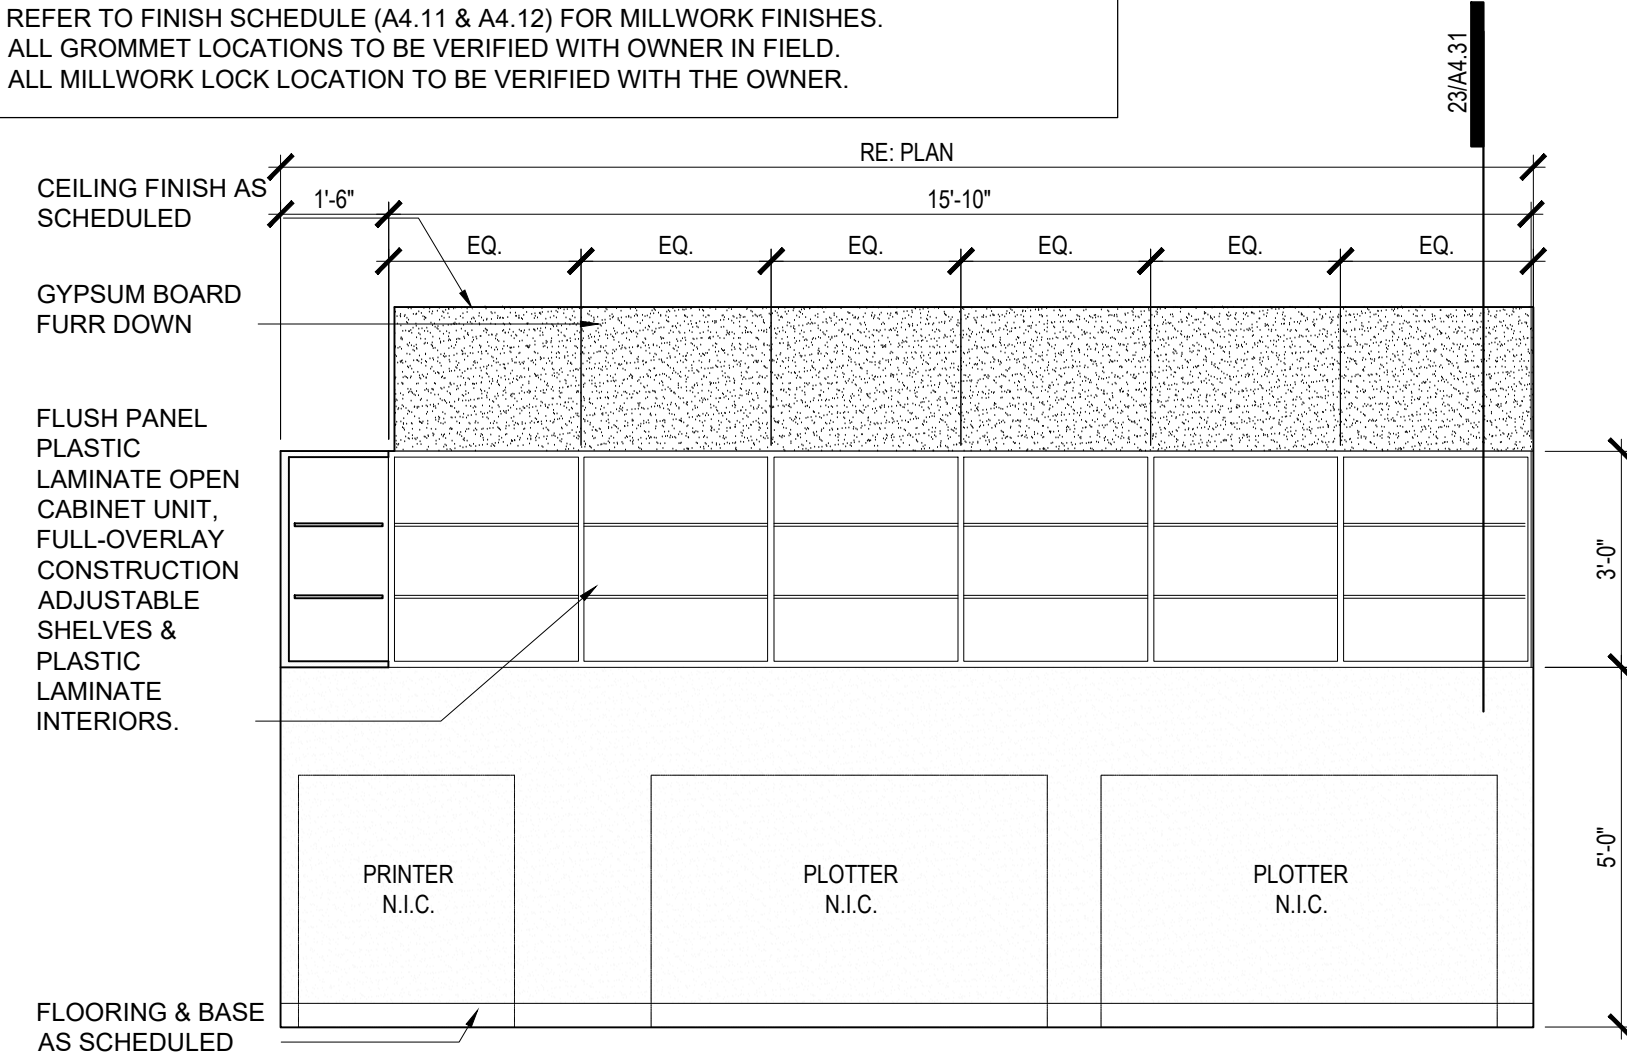 REFER TO FINISH SCHEDULE (A4.11 & A4.12) FOR MILLWORK FINISHES.
ALL GROMMET LOCATIONS TO BE VERIFIED WITH OWNER IN FIELD.
ALL MILLWORK LOCK LOCATION TO BE VERIFIED WITH THE OWNER.
23/A4.31
RE: PLAN
CEILING FINISH AS
SCHEDULED
1'-6"
15'-10"
EQ.
EQ.
EQ.
EQ.
EQ.
EQ.
GYPSUM BOARD
FURR DOWN
FLUSH PANEL
PLASTIC
LAMINATE OPEN
CABINET UNIT,
FULL-OVERLAY
CONSTRUCTION
ADJUSTABLE
SHELVES &
PLASTIC
LAMINATE
INTERIORS.
3'-0"
5'-0"
PRINTER
N.I.C.
PLOTTER
N.I.C.
PLOTTER
N.I.C.
FLOORING & BASE
AS SCHEDULED